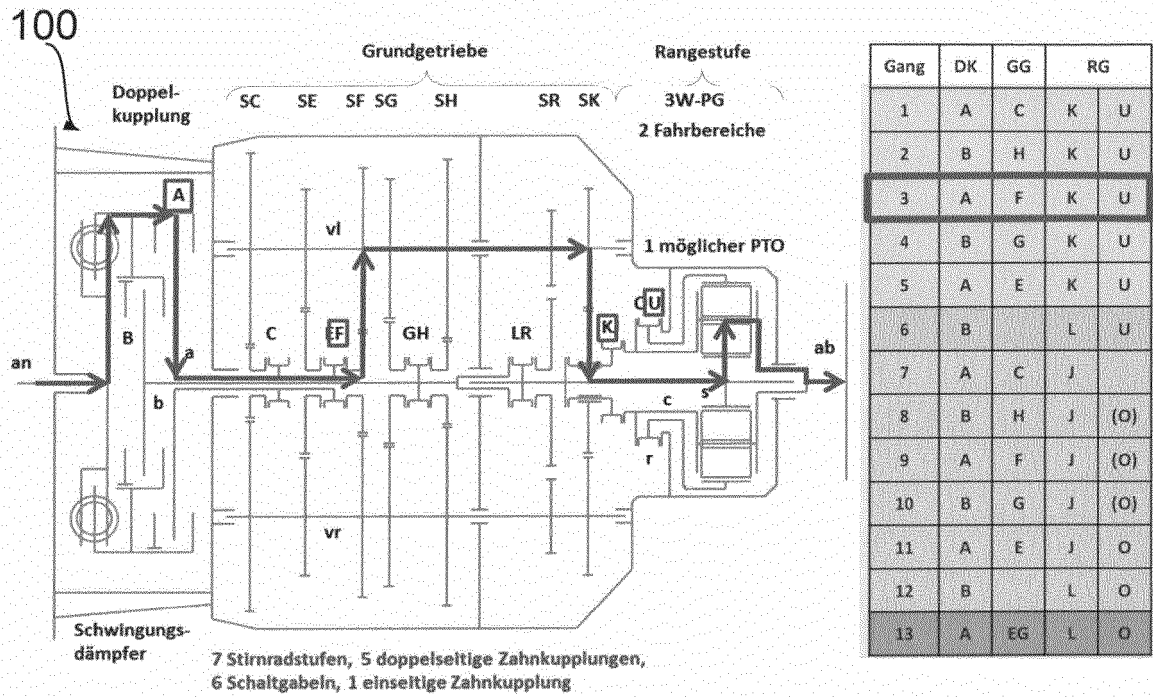 100
Grundgetriebe
Rangestufe
Doppel-
kupplung
SC SE SF SG SH SR SK
3W-PG
2 Fahrbereiche
A
vl
1 möglicher PTO
B
C
EF
GH
LR
K
U
an
a
ab
b
c
s
r
vr
Schwingungs-
dämpfer
7 Stirnradstufen, 5 doppelseitige Zahnkupplungen,
6 Schaltgabeln, 1 einseitige Zahnkupplung
Gang DK GG RG
1 A C K U
2 B H K U
3 A F K U
4 B G K U
5 A E K U
6 B L U
7 A C J
8 B H J (O)
9 A F J (O)
10 B G J (O)
11 A E J O
12 B L O
13 A EG L O